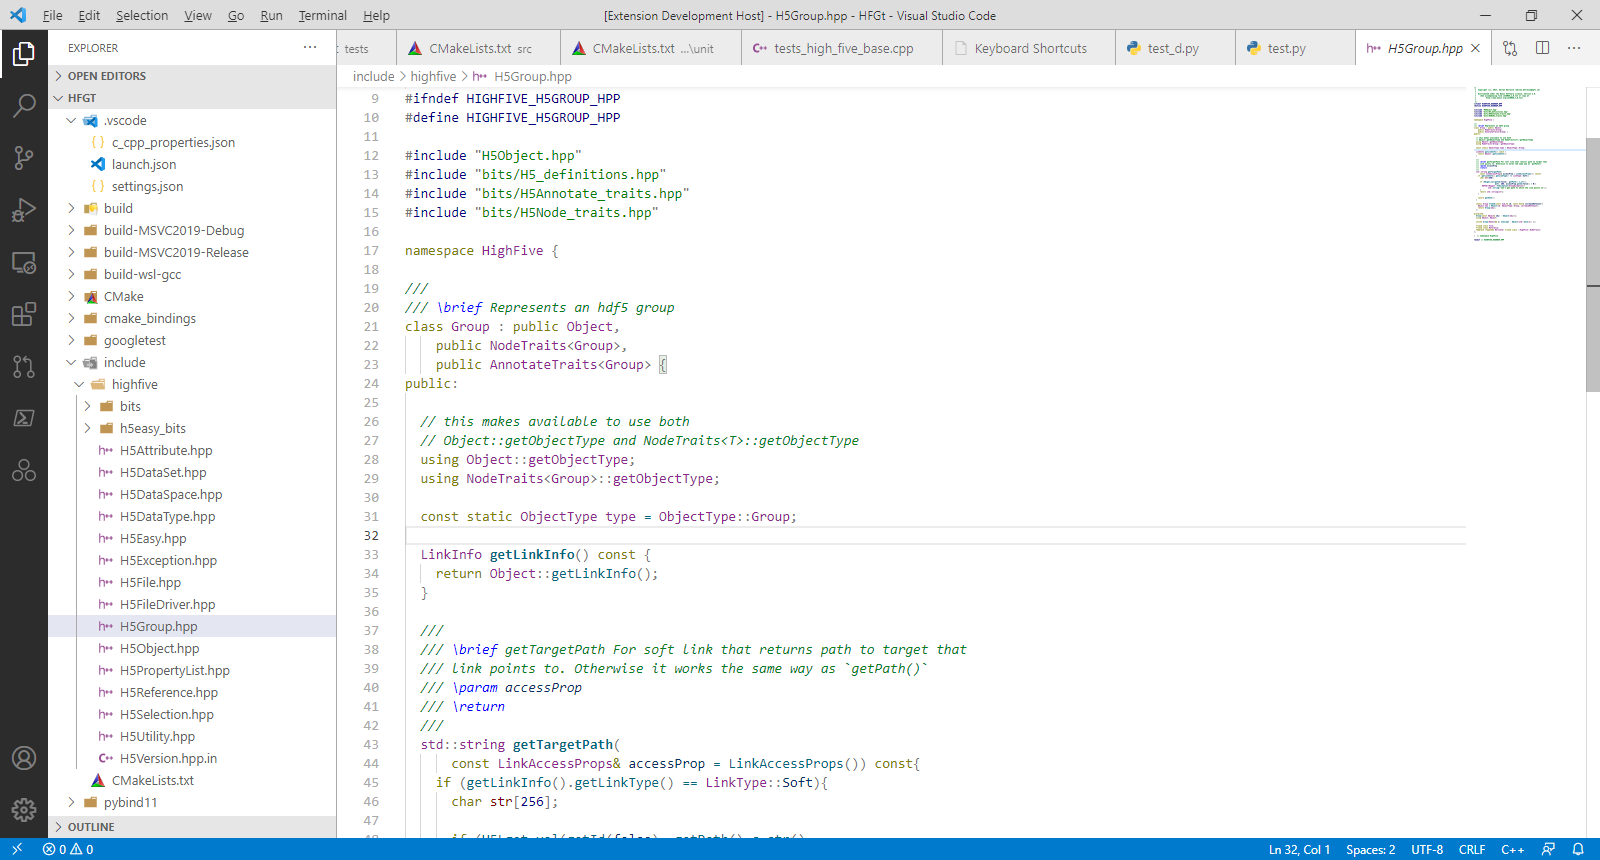 File Edit Selection View Go Run Terminal Help [Extension Development Host] - H5Group.hpp - HFGt - Visual Studio Code
EXPLORER
tests CMakeLists.txt src CMakeLists.txt ...\unit tests_high_five_base.cpp Keyboard Shortcuts test_d.py test.py H5Group.hpp
include > highfive > H5Group.hpp
OPEN EDITORS
HFGT
.vscode
c_cpp_properties.json
launch.json
settings.json
build
build-MSVC2019-Debug
build-MSVC2019-Release
build-wsl-gcc
CMake
cmake_bindings
googletest
include
highfive
bits
h5easy_bits
H5Attribute.hpp
H5DataSet.hpp
H5DataSpace.hpp
H5DataType.hpp
H5Easy.hpp
H5Exception.hpp
H5File.hpp
H5FileDriver.hpp
H5Group.hpp
H5Object.hpp
H5PropertyList.hpp
H5Reference.hpp
H5Selection.hpp
H5Utility.hpp
H5Version.hpp.in
CMakeLists.txt
pybind11
OUTLINE
9 #ifndef HIGHFIVE_H5GROUP_HPP
10 #define HIGHFIVE_H5GROUP_HPP
11
12 #include "H5Object.hpp"
13 #include "bits/H5_definitions.hpp"
14 #include "bits/H5Annotate_traits.hpp"
15 #include "bits/H5Node_traits.hpp"
16
17 namespace HighFive {
18
19 ///
20 /// \brief Represents an hdf5 group
21 class Group : public Object,
22 public NodeTraits<Group>,
23 public AnnotateTraits<Group> {
24 public:
25
26 // this makes available to use both
27 // Object::getObjectType and NodeTraits<T>::getObjectType
28 using Object::getObjectType;
29 using NodeTraits<Group>::getObjectType;
30
31 const static ObjectType type = ObjectType::Group;
32
33 LinkInfo getLinkInfo() const {
34 return Object::getLinkInfo();
35 }
36
37 ///
38 /// \brief getTargetPath For soft link that returns path to target that
39 /// link points to. Otherwise it works the same way as `getPath()`
40 /// \param accessProp
41 /// \return
42 ///
43 std::string getTargetPath(
44 const LinkAccessProps& accessProp = LinkAccessProps()) const{
45 if (getLinkInfo().getLinkType() == LinkType::Soft){
46 char str[256];
47
0 0 Ln 32, Col 1 Spaces: 2 UTF-8 CRLF C++